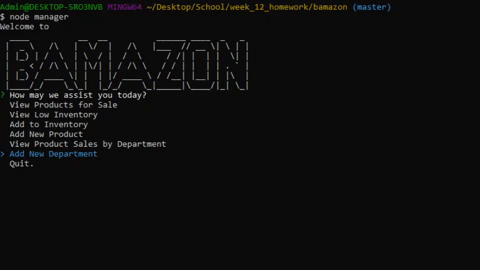 Admin@DESKTOP-SRO3NVB MINGW64 ~/Desktop/School/week_12_homework/bamazon (master)
$ node manager
Welcome to
BAMAZON
? How may we assist you today?
View Products for Sale
View Low Inventory
Add to Inventory
Add New Product
View Product Sales by Department
> Add New Department
Quit.